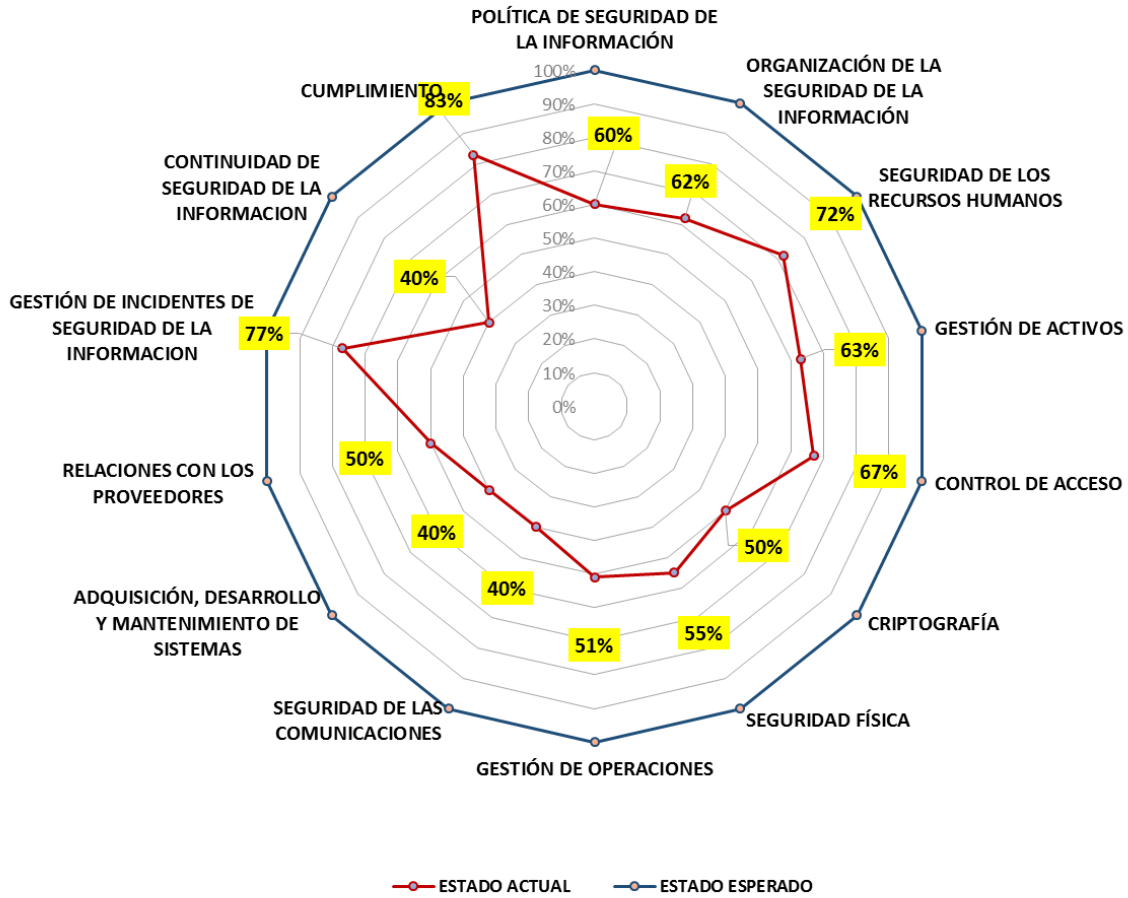 POLÍTICA DE SEGURIDAD DE
LA INFORMACIÓN
ORGANIZACIÓN DE LA
SEGURIDAD DE LA
INFORMACIÓN
SEGURIDAD DE LOS
RECURSOS HUMANOS
GESTIÓN DE ACTIVOS
CONTROL DE ACCESO
CRIPTOGRAFÍA
SEGURIDAD FÍSICA
GESTIÓN DE OPERACIONES
SEGURIDAD DE LAS
COMUNICACIONES
ADQUISICIÓN, DESARROLLO
Y MANTENIMIENTO DE
SISTEMAS
RELACIONES CON LOS
PROVEEDORES
GESTIÓN DE INCIDENTES DE
SEGURIDAD DE LA
INFORMACION
CONTINUIDAD DE
SEGURIDAD DE LA
INFORMACION
CUMPLIMIENTO
100%
90%
80%
70%
60%
50%
40%
30%
20%
10%
0%
60%
62%
72%
63%
67%
50%
55%
51%
40%
40%
50%
77%
40%
83%
ESTADO ACTUAL
ESTADO ESPERADO